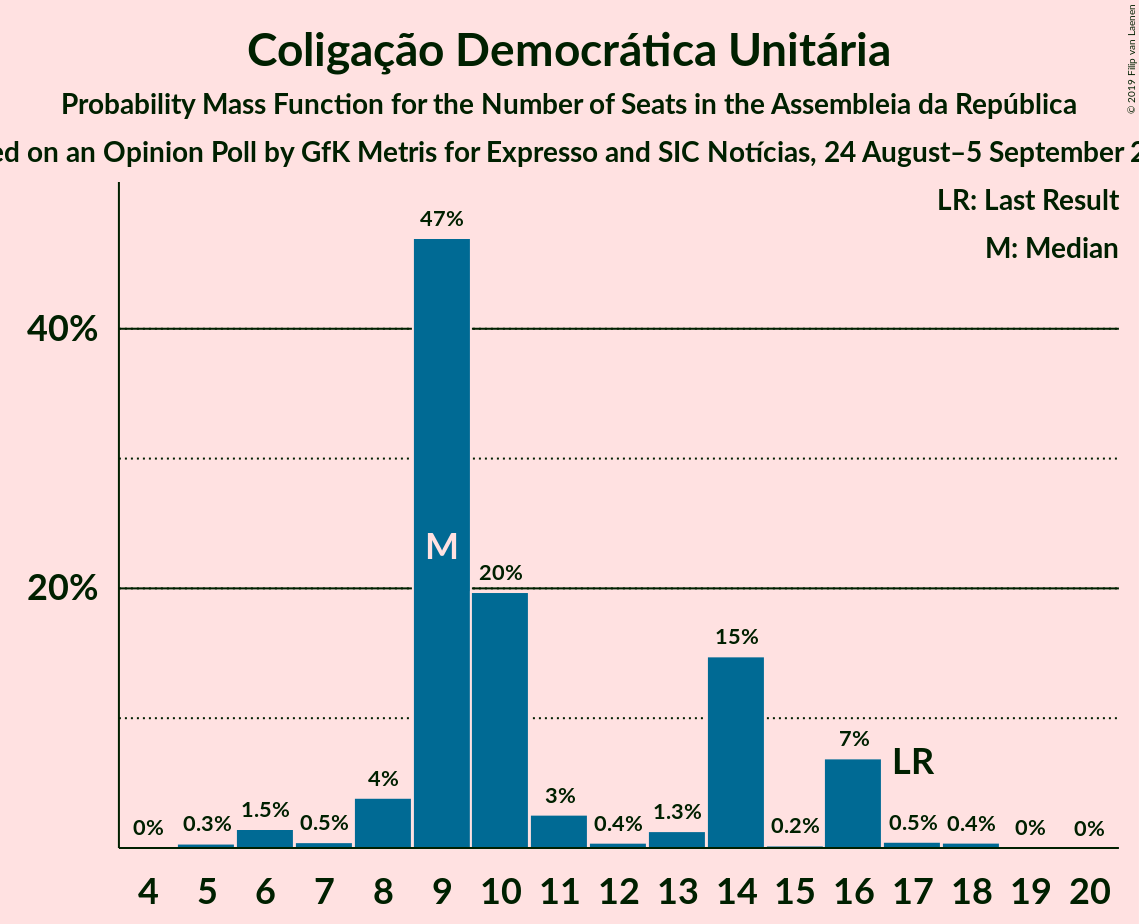 Coligação Democrática Unitária
Probability Mass Function for the Number of Seats in the Assembleia da República
on an Opinion Poll by GfK Metris for Expresso and SIC Notícias, 24 August–5 September
© 2019 Filip van Laenen
LR: Last Result
M: Median
40%
20%
0%
0.3%
1.5%
0.5%
4%
47%
M
20%
3%
0.4%
1.3%
15%
0.2%
7%
LR
0.5%
0.4%
0%
0%
4 5 6 7 8 9 10 11 12 13 14 15 16 17 18 19 20